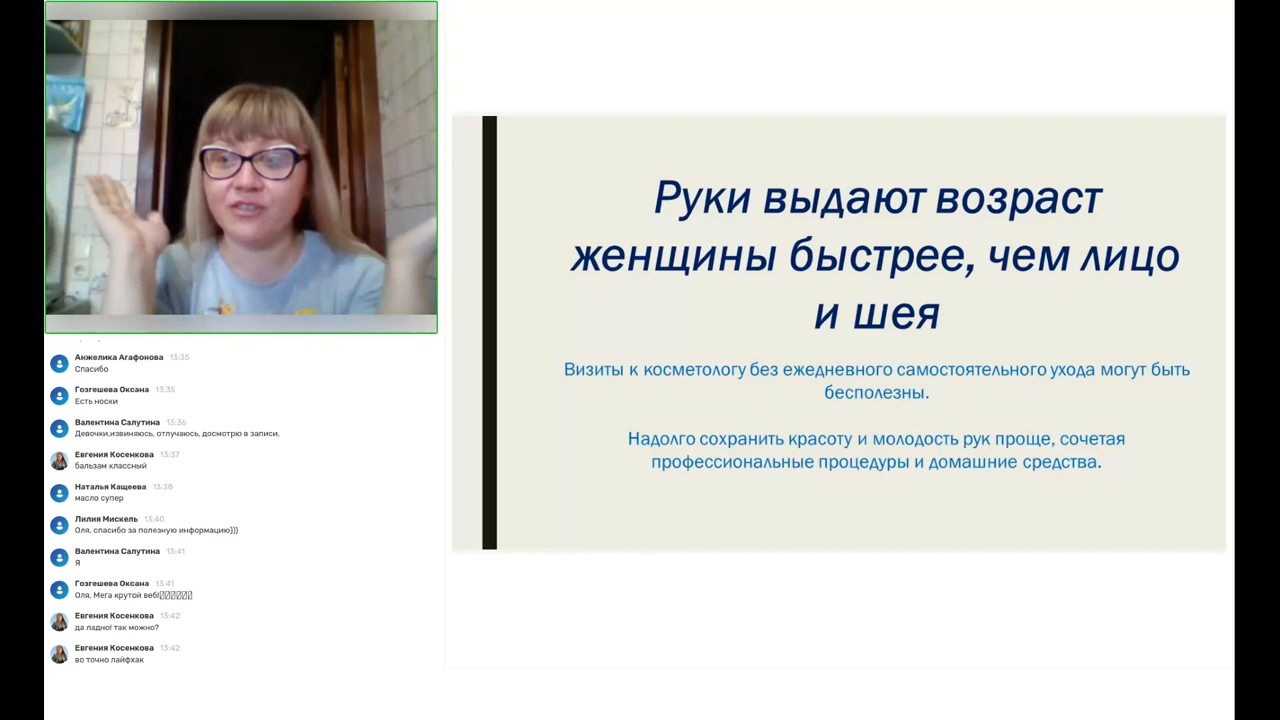 Руки выдают возраст
женщины быстрее, чем лицо
и шея
Визиты к косметологу без ежедневного самостоятельного ухода могут быть
бесполезны.
Надолго сохранить красоту и молодость рук проще, сочетая
профессиональные процедуры и домашние средства.
Анжелика Агафонова 13:35
Спасибо
Гозгешева Оксана 13:35
Есть носки
Валентина Салутина 13:36
Девочки,извиняюсь, отлучаюсь, досмотрю в записи.
Евгения Косенкова 13:37
бальзам классный
Наталья Кащеева 13:38
масло супер
Лилия Мискель 13:40
Оля, спасибо за полезную информацию)))
Валентина Салутина 13:41
Я
Гозгешева Оксана 13:41
Оля, Мега крутой веб!
Евгения Косенкова 13:42
да ладно! так можно?
Евгения Косенкова 13:42
во точно лайфхак